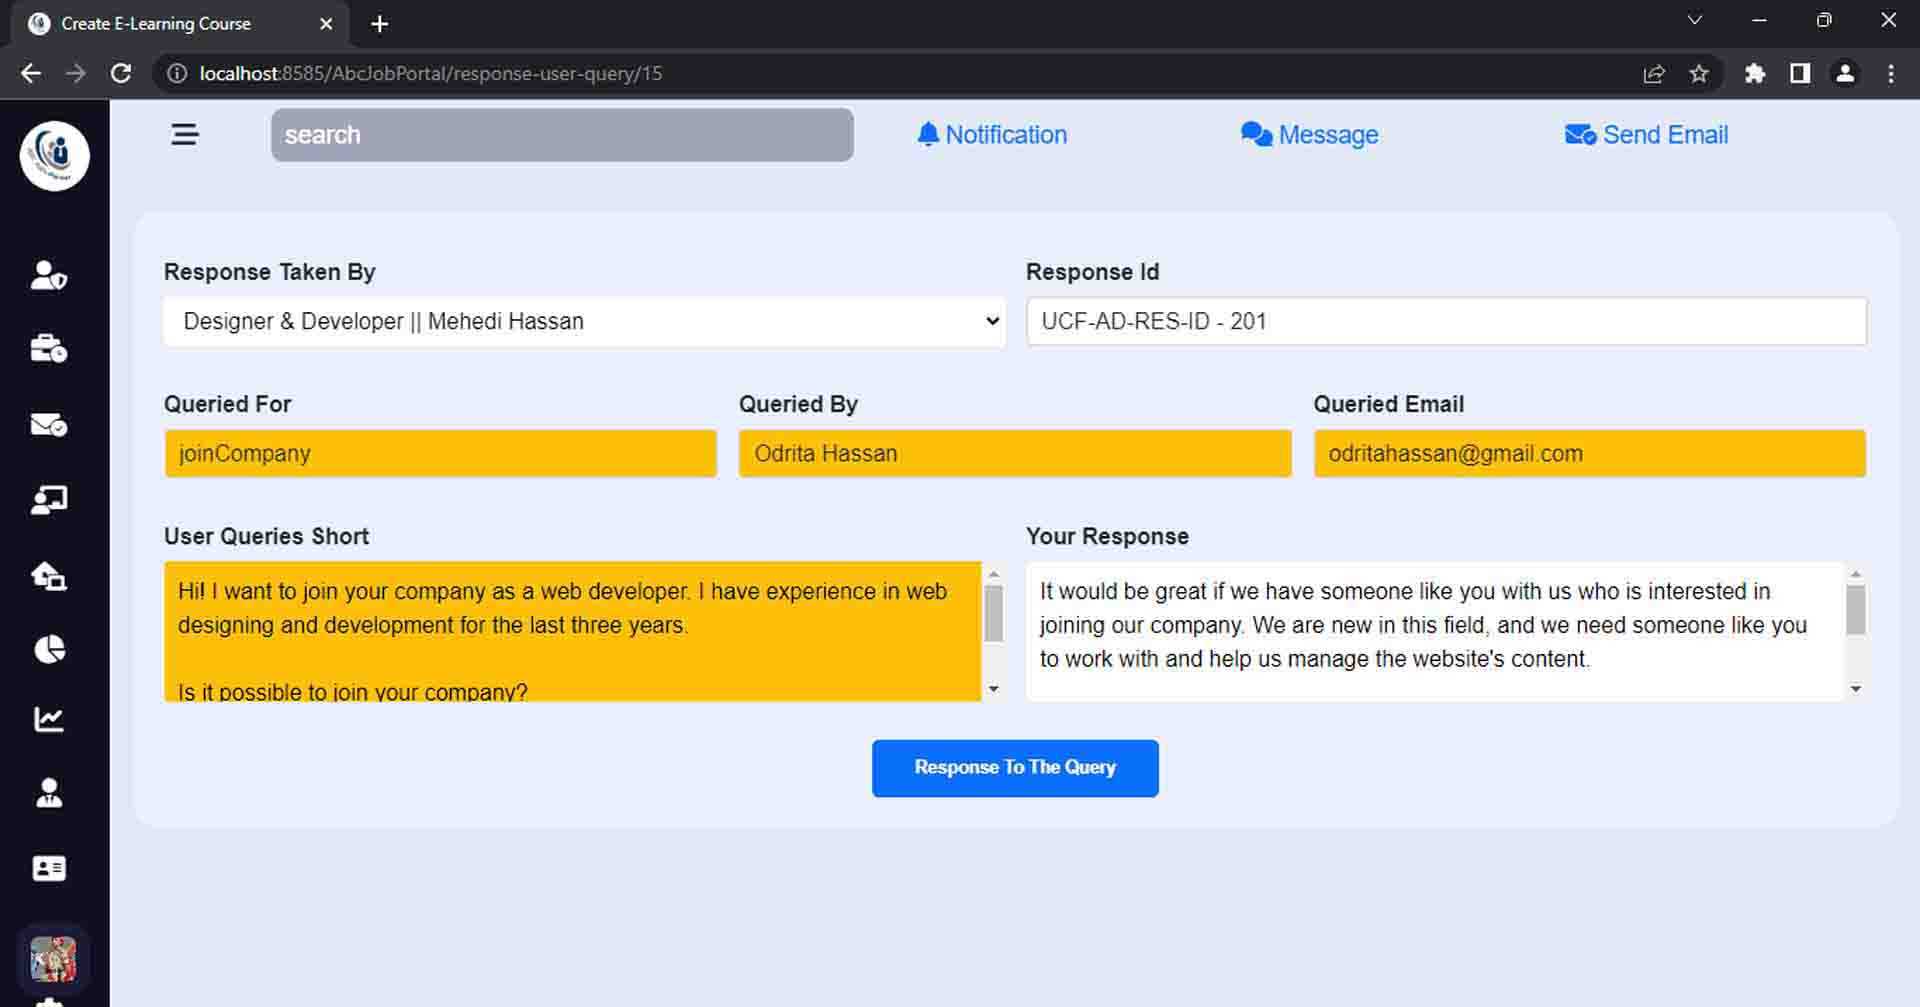 Create E-Learning Course
localhost:8585/AbcJobPortal/response-user-query/15
search
Notification
Message
Send Email
Response Taken By
Response Id
Designer & Developer || Mehedi Hassan
UCF-AD-RES-ID - 201
Queried For
Queried By
Queried Email
joinCompany
Odrita Hassan
odritahassan@gmail.com
User Queries Short
Your Response
Hi! I want to join your company as a web developer. I have experience in web
designing and development for the last three years.
Is it possible to join your company?
It would be great if we have someone like you with us who is interested in
joining our company. We are new in this field, and we need someone like you
to work with and help us manage the website's content.
Response To The Query